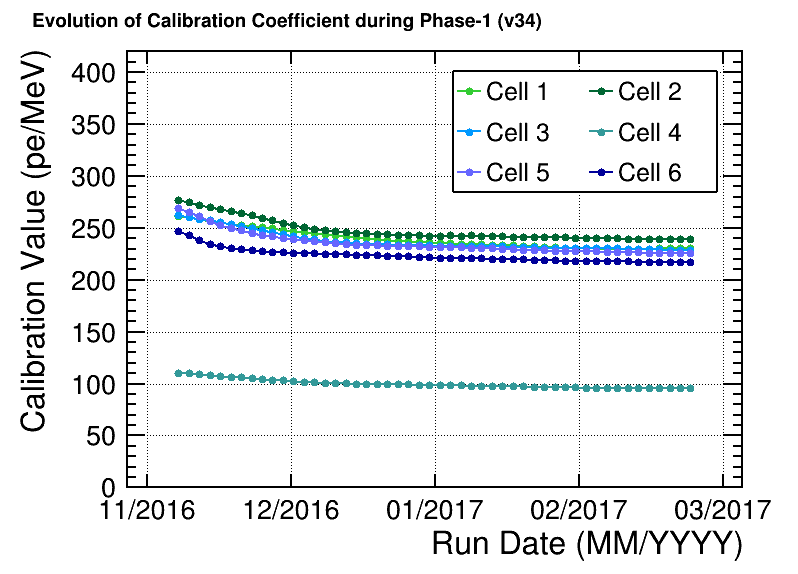 Evolution of Calibration Coefficient during Phase-1 (v34)
Calibration Value (pe/MeV)
400
350
300
250
200
150
100
50
0
Cell 1 Cell 2
Cell 3 Cell 4
Cell 5 Cell 6
11/2016 12/2016 01/2017 02/2017 03/2017
Run Date (MM/YYYY)